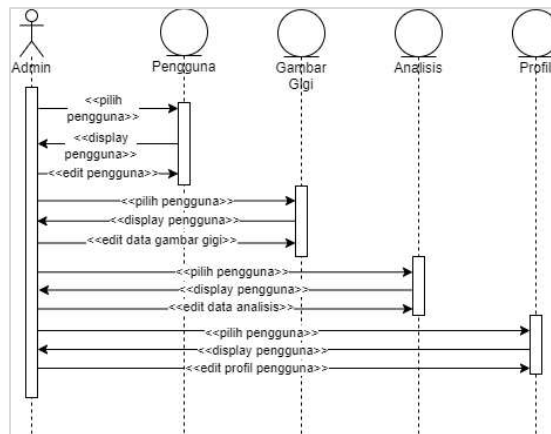 Admin
Pengguna
Gambar
Gigi
Analisis
Profil
<<pilih
pengguna>>
<<display
pengguna>>
<<edit pengguna>>
<<pilih pengguna>>
<<display pengguna>>
<<edit data gambar gigi>>
<<pilih pengguna>>
<<display pengguna>>
<<edit data analisis>>
<<pilih pengguna>>
<<display pengguna>>
<<edit profil pengguna>>